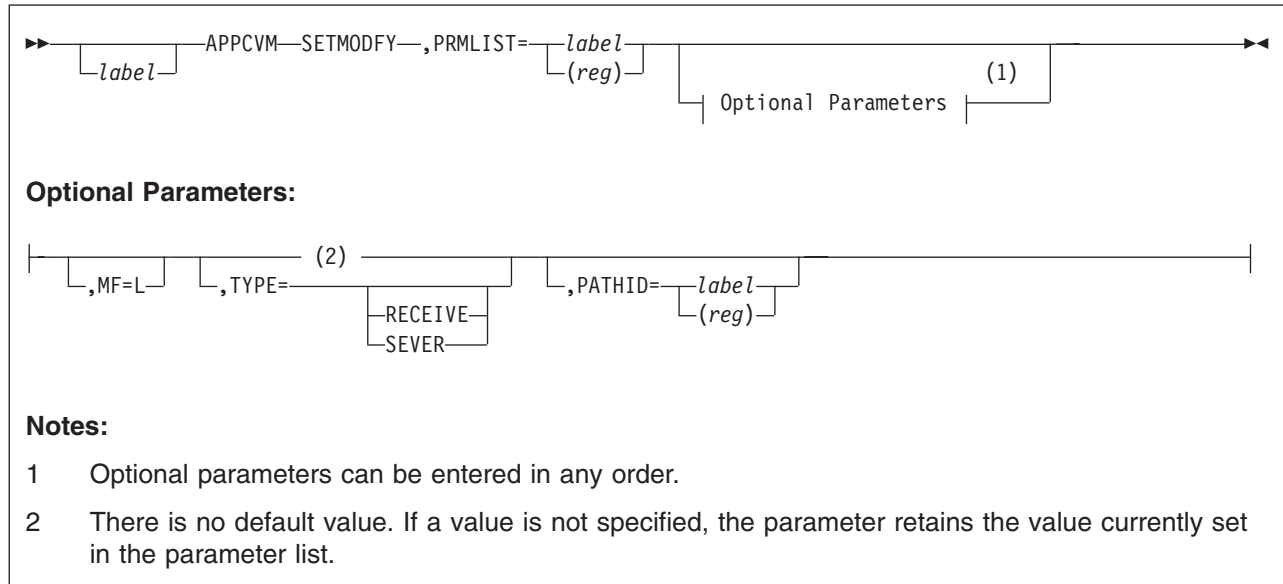 APPCVM SETMODFY ,PRMLIST= label
label (reg) (1)
Optional Parameters
Optional Parameters:
(2)
,MF=L ,TYPE= ,PATHID= label
RECEIVE (reg)
SEVER
Notes:
1 Optional parameters can be entered in any order.
2 There is no default value. If a value is not specified, the parameter retains the value currently set
in the parameter list.